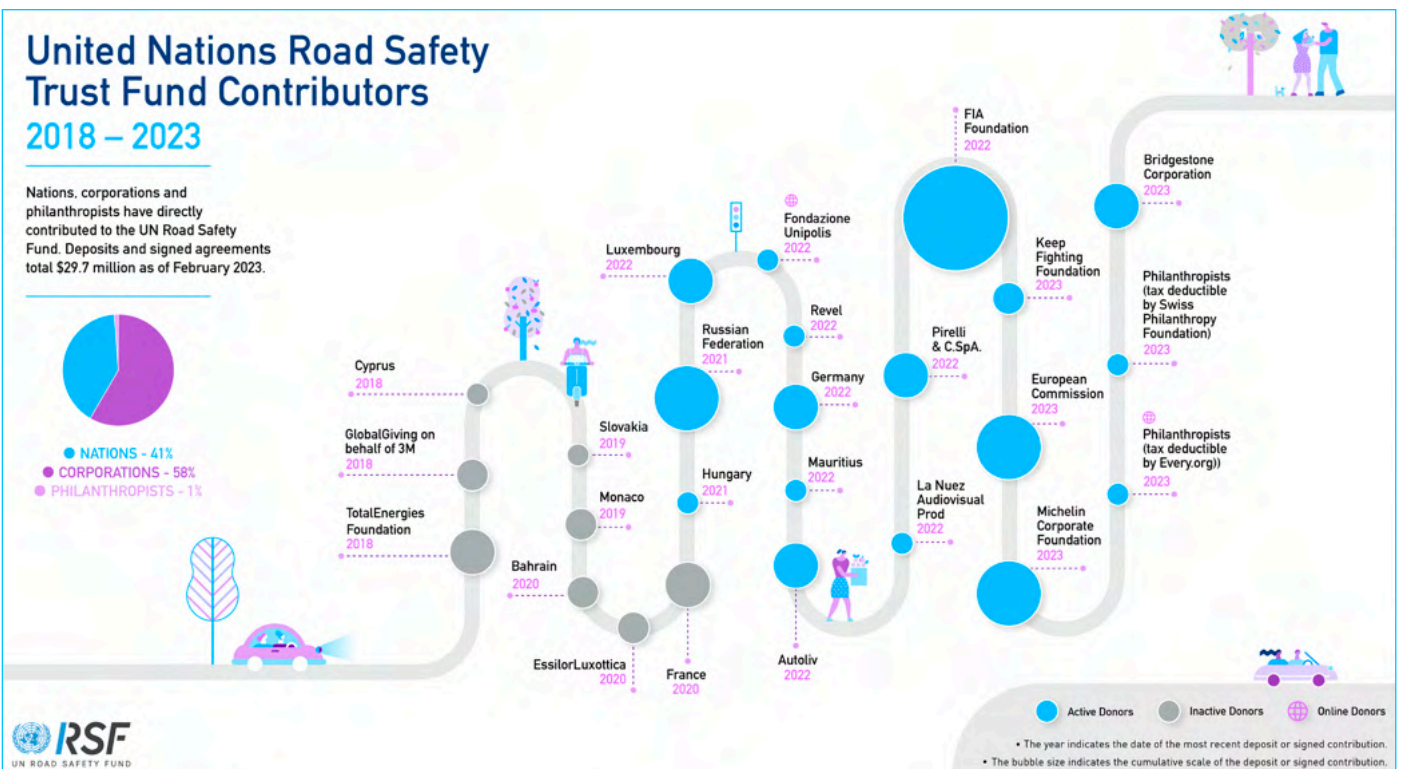 United Nations Road Safety
Trust Fund Contributors
2018 – 2023
Nations, corporations and
philanthropists have directly
contributed to the UN Road Safety
Fund. Deposits and signed agreements
total $29.7 million as of February 2023.
NATIONS - 41%
CORPORATIONS - 58%
PHILANTHROPISTS - 1%
Cyprus
2018
GlobalGiving on
behalf of 3M
2018
TotalEnergies
Foundation
2018
Slovakia
2019
Monaco
2019
Bahrain
2020
EssilorLuxottica
2020
France
2020
Luxembourg
2022
Russian
Federation
2021
Hungary
2021
Fondazione
Unipolis
2022
Revel
2022
Germany
2022
Mauritius
2022
Autoliv
2022
FIA
Foundation
2022
Pirelli
& C.SpA.
2022
La Nuez
Audiovisual
Prod
2022
Keep
Fighting
Foundation
2023
European
Commission
2023
Michelin
Corporate
Foundation
2023
Bridgestone
Corporation
2023
Philanthropists
(tax deductible
by Swiss
Philanthropy
Foundation)
2023
Philanthropists
(tax deductible
by Every.org))
2023
Active Donors
Inactive Donors
Online Donors
• The year indicates the date of the most recent deposit or signed contribution.
• The bubble size indicates the cumulative scale of the deposit or signed contribution.
RSF
UN ROAD SAFETY FUND